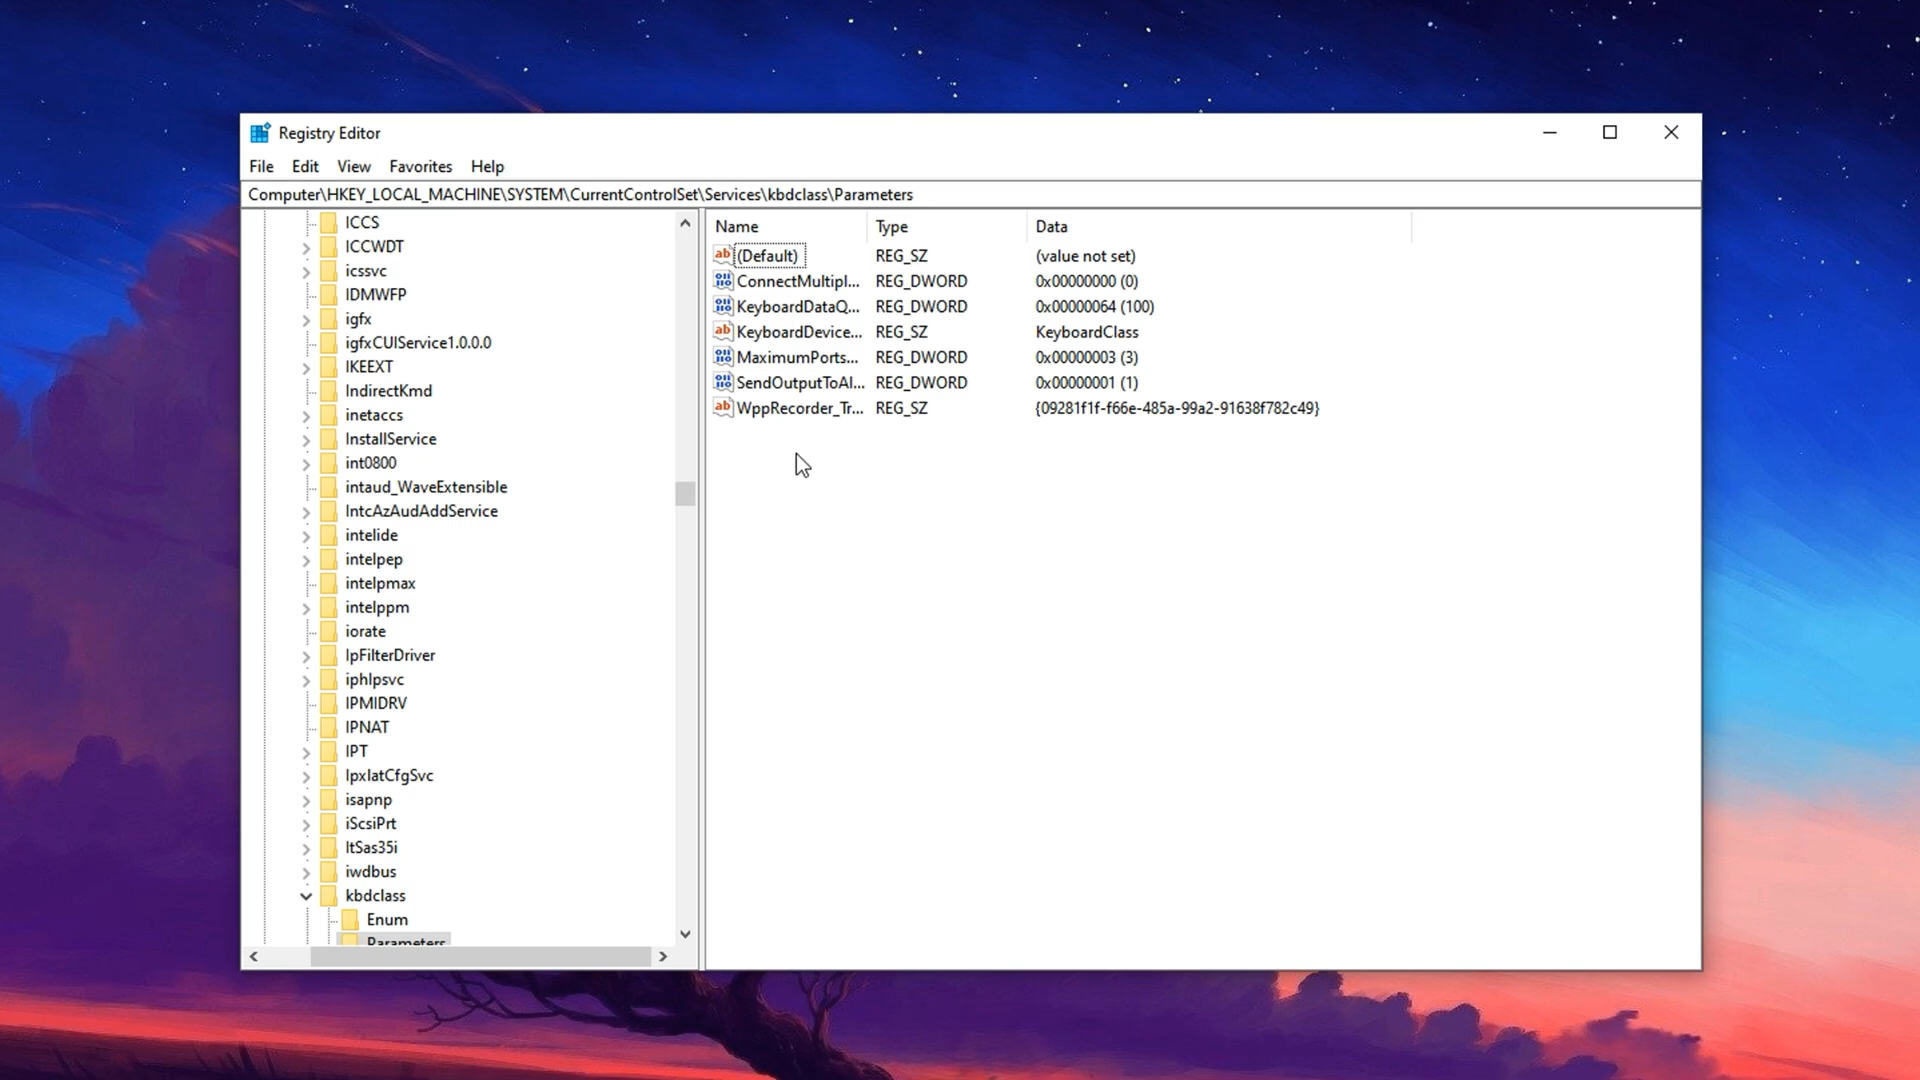 Registry Editor
File Edit View Favorites Help
Computer\HKEY_LOCAL_MACHINE\SYSTEM\CurrentControlSet\Services\kbdclass\Parameters
ICCS
ICCWDT
icssvc
IDMWFP
igfx
igfxCUIService1.0.0.0
IKEEXT
IndirectKmd
inetaccs
InstallService
int0800
intaud_WaveExtensible
IntcAzAudAddService
intelide
intelpep
intelpmax
intelppm
iorate
IpFilterDriver
iphlpsvc
IPMIDRV
IPNAT
IPT
IpxlatCfgSvc
isapnp
iScsiPrt
ItSas35i
iwdbus
kbdclass
Enum
Parameters
Name Type Data
(Default) REG_SZ (value not set)
ConnectMultipl... REG_DWORD 0x00000000 (0)
KeyboardDataQ... REG_DWORD 0x00000064 (100)
KeyboardDevice... REG_SZ KeyboardClass
MaximumPorts... REG_DWORD 0x00000003 (3)
SendOutputToAl... REG_DWORD 0x00000001 (1)
WppRecorder_Tr... REG_SZ {09281f1f-f66e-485a-99a2-91638f782c49}